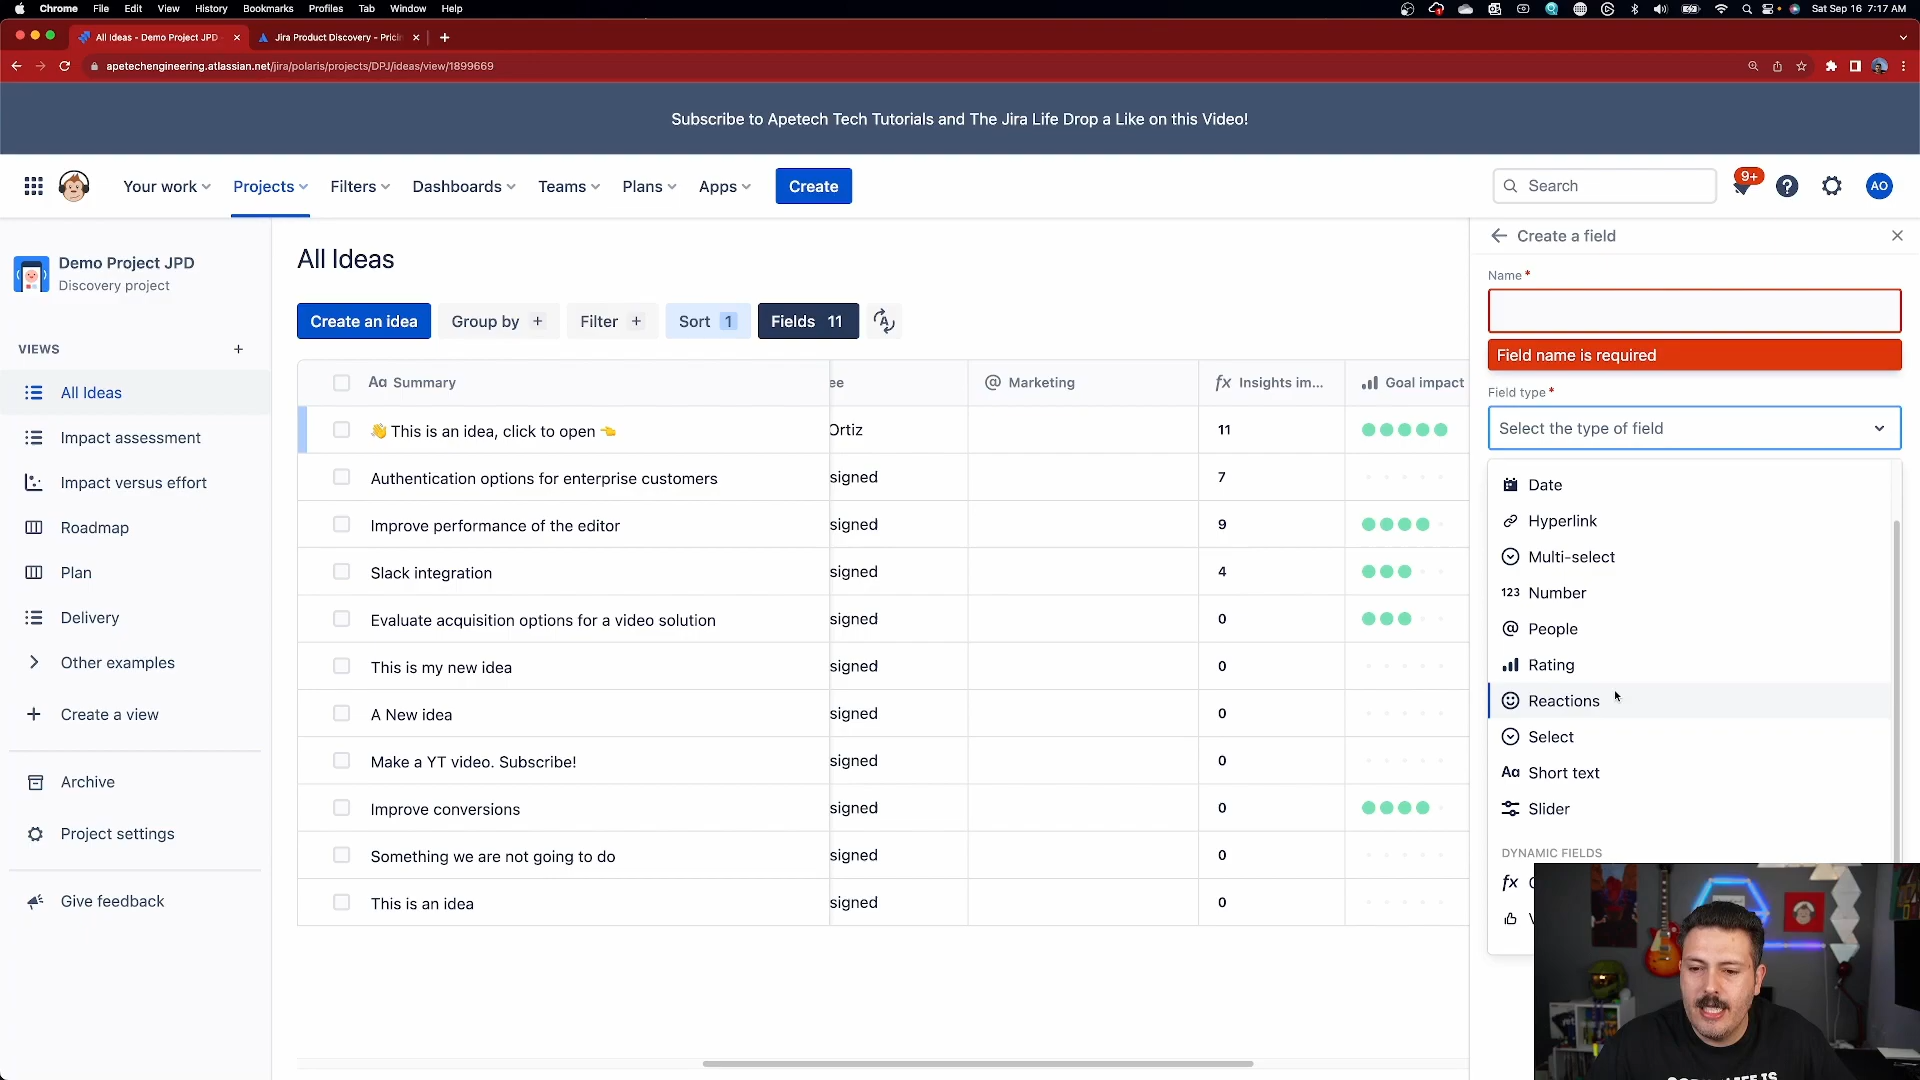 Chrome File Edit View History Bookmarks Profiles Tab Window Help
Sat Sep 16 7:17 AM
All Ideas - Demo Project JPD
Jira Product Discovery - Prici
apetechengineering.atlassian.net/jira/polaris/projects/DPJ/ideas/view/1899669
Subscribe to Apetech Tech Tutorials and The Jira Life Drop a Like on this Video!
Your work Projects Filters Dashboards Teams Plans Apps Create
Search
9+
AO
Demo Project JPD
Discovery project
VIEWS
All Ideas
Impact assessment
Impact versus effort
Roadmap
Plan
Delivery
Other examples
Create a view
Archive
Project settings
Give feedback
All Ideas
Create an idea Group by + Filter + Sort 1 Fields 11
Aa Summary ee @ Marketing fx Insights im... Goal impact
👋 This is an idea, click to open 👈 Ortiz 11
Authentication options for enterprise customers signed 7
Improve performance of the editor signed 9
Slack integration signed 4
Evaluate acquisition options for a video solution signed 0
This is my new idea signed 0
A New idea signed 0
Make a YT video. Subscribe! signed 0
Improve conversions signed 0
Something we are not going to do signed 0
This is an idea signed 0
Create a field
Name *
Field name is required
Field type *
Select the type of field
Date
Hyperlink
Multi-select
123 Number
@ People
Rating
Reactions
Select
Aa Short text
Slider
DYNAMIC FIELDS
fx